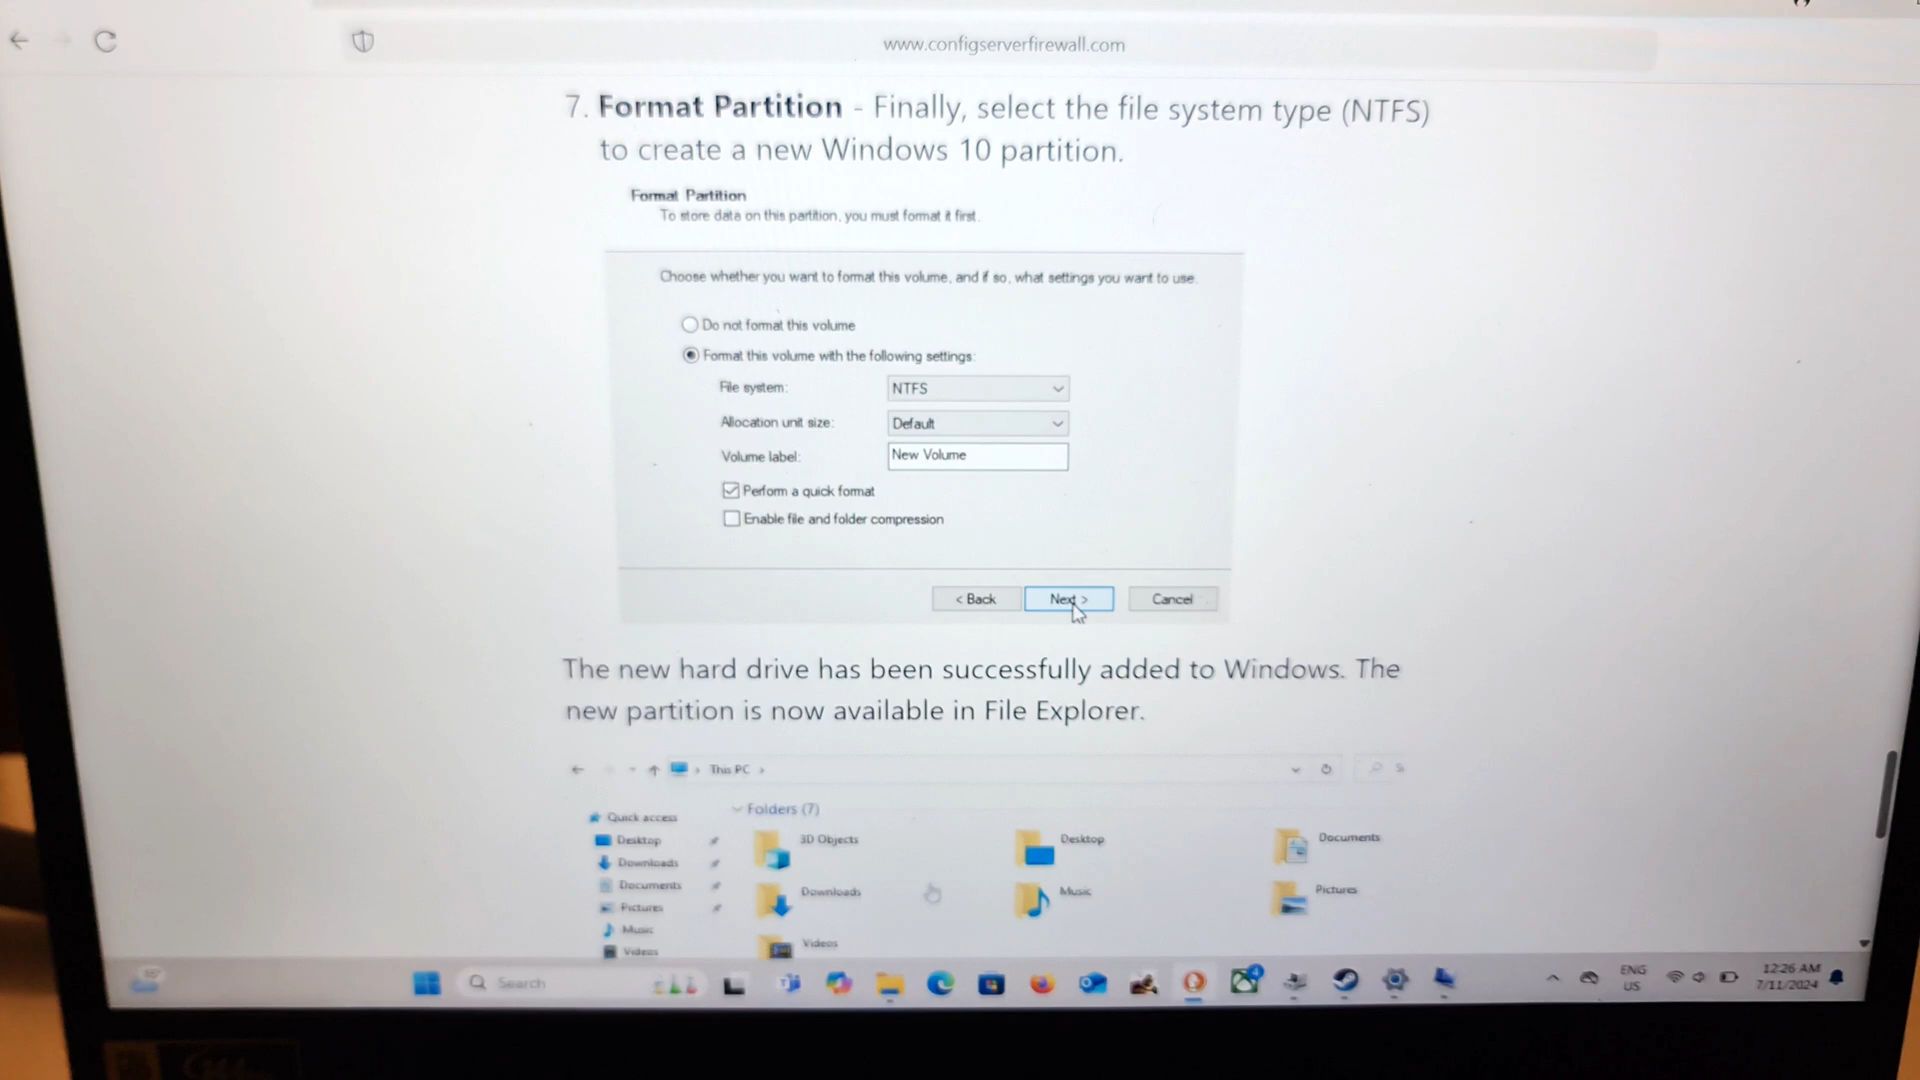 www.configserverfirewall.com
7. Format Partition - Finally, select the file system type (NTFS)
to create a new Windows 10 partition.
Format Partition
To store data on this partition, you must format it first.
Choose whether you want to format this volume, and if so, what settings you want to use.
Do not format this volume
Format this volume with the following settings:
File system: NTFS
Allocation unit size: Default
Volume label: New Volume
Perform a quick format
Enable file and folder compression
< Back Next > Cancel
The new hard drive has been successfully added to Windows. The
new partition is now available in File Explorer.
This PC
Quick access
Desktop
Downloads
Documents
Pictures
Music
Videos
Folders (7)
3D Objects Desktop Documents
Downloads Music Pictures
Videos
Search
ENG
US
12:26 AM
7/11/2024